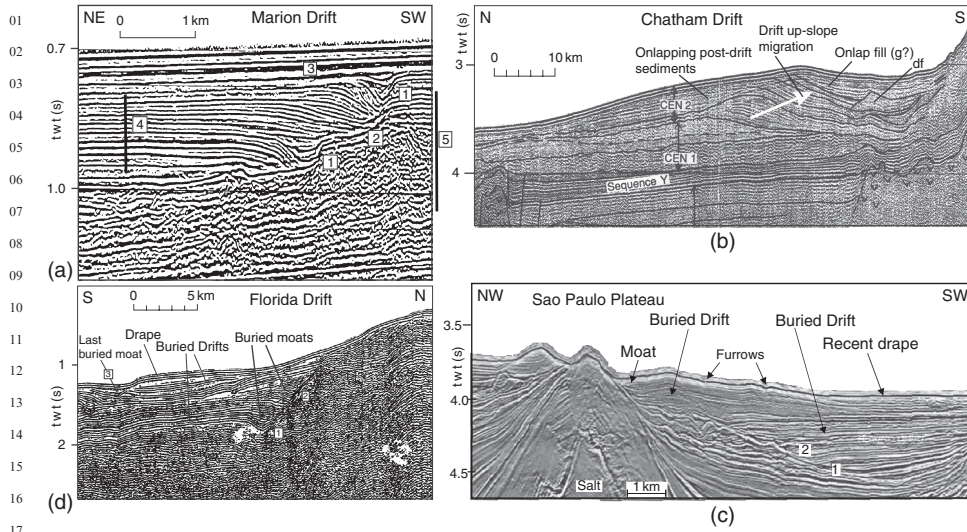 01
02
03
04
05
06
07
08
09
10
11
12
13
14
15
16
17
NE
0 1 km
Marion Drift
SW
0.7
1.0
t w t (s)
3
1
4
2
1
5
(a)
N
Chatham Drift
S
0 10 km
Onlapping post-drift
sediments
Drift up-slope
migration
Onlap fill (g?)
df
t w t (s)
3
4
CEN 2
CEN 1
Sequence Y
(b)
S
0 5 km
Florida Drift
N
Last
buried moat
3
Drape
Buried Drifts
Buried moats
t w t (s)
1
2
1
(d)
NW
Sao Paulo Plateau
SW
Buried Drift
Buried Drift
Moat
Furrows
Recent drape
t w t (s)
3.5
4.0
4.5
2
1
Salt
1 km
(c)